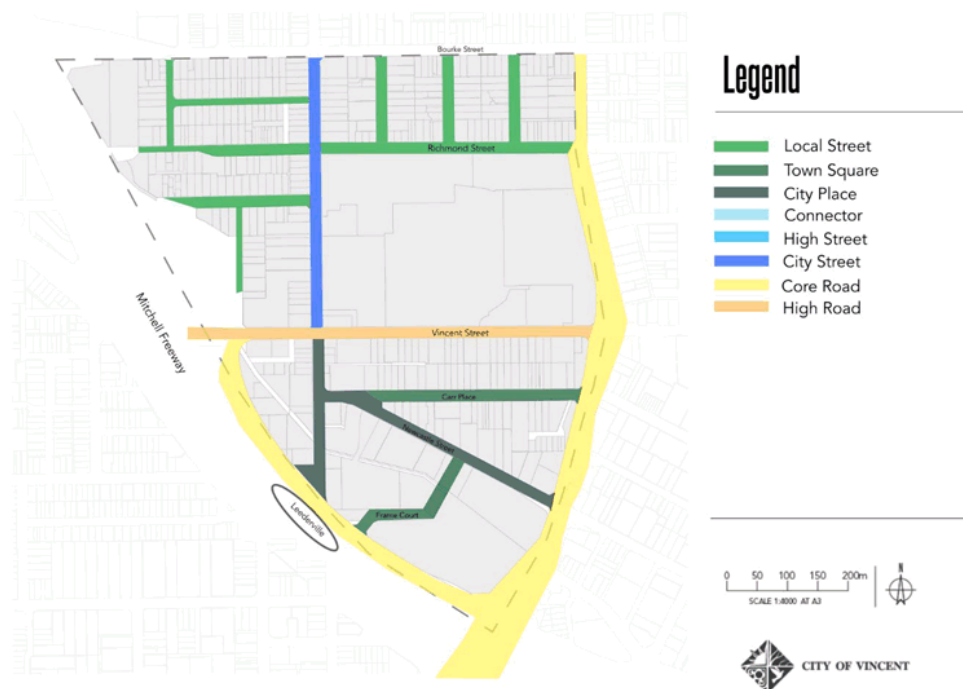 Bourke Street
Richmond Street
Mitchell Freeway
Vincent Street
Carr Place
Newcastle Street
Frame Court
Leederville
Legend
Local Street
Town Square
City Place
Connector
High Street
City Street
Core Road
High Road
0 50 100 150 200m
SCALE 1:4000 AT A3
N
CITY OF VINCENT